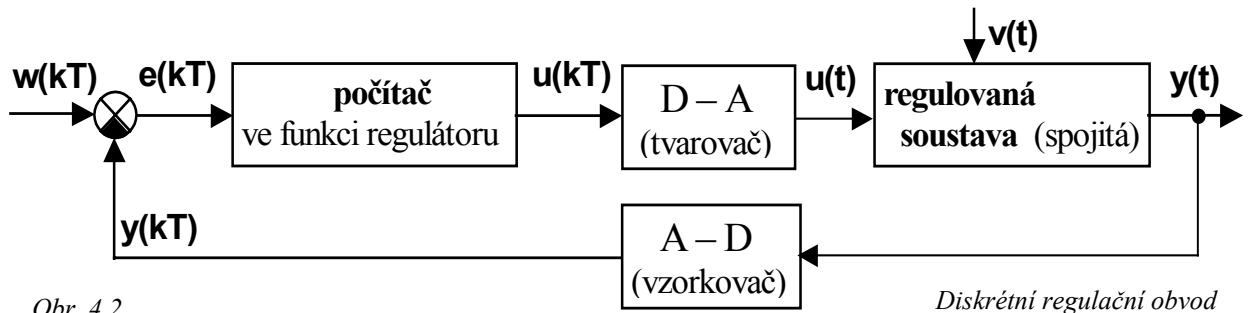 v(t)
w(kT)
e(kT)
počítač
ve funkci regulátoru
u(kT)
D – A
(tvarovač)
u(t)
regulovaná
soustava (spojitá)
y(t)
y(kT)
A – D
(vzorkovač)
Obr. 4.2
Diskrétní regulační obvod